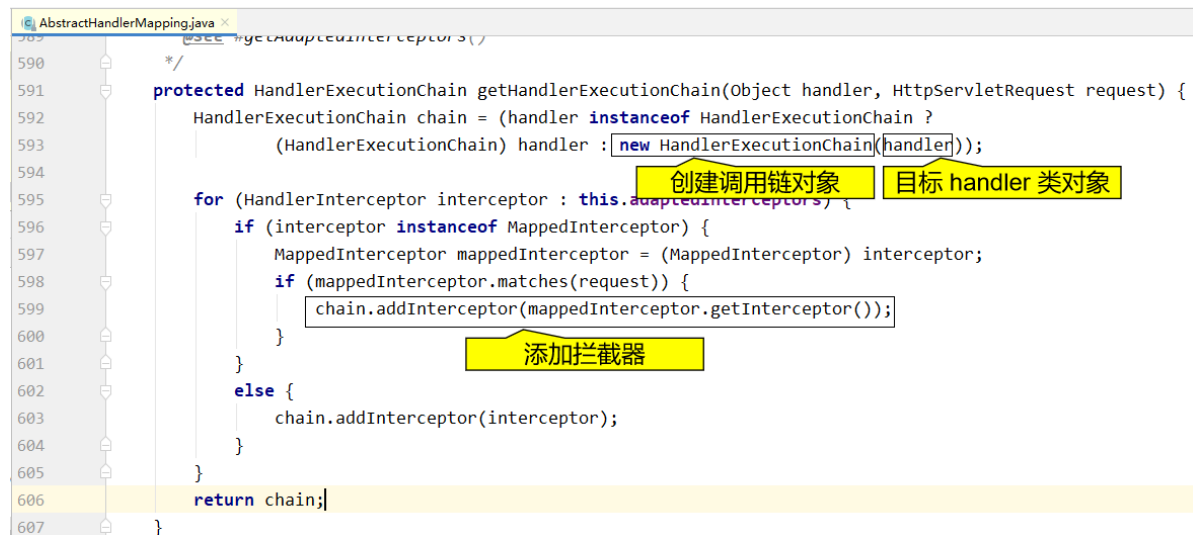 AbstractHandlerMapping.java ×
589 @see #getAdaptedInterceptors()
590 */
591 protected HandlerExecutionChain getHandlerExecutionChain(Object handler, HttpServletRequest request) {
592 HandlerExecutionChain chain = (handler instanceof HandlerExecutionChain ?
593 (HandlerExecutionChain) handler : new HandlerExecutionChain(handler));
594
创建调用链对象 目标 handler 类对象
595 for (HandlerInterceptor interceptor : this.adaptedInterceptors) {
596 if (interceptor instanceof MappedInterceptor) {
597 MappedInterceptor mappedInterceptor = (MappedInterceptor) interceptor;
598 if (mappedInterceptor.matches(request)) {
599 chain.addInterceptor(mappedInterceptor.getInterceptor());
600 }
添加拦截器
601 }
602 else {
603 chain.addInterceptor(interceptor);
604 }
605 }
606 return chain;
607 }